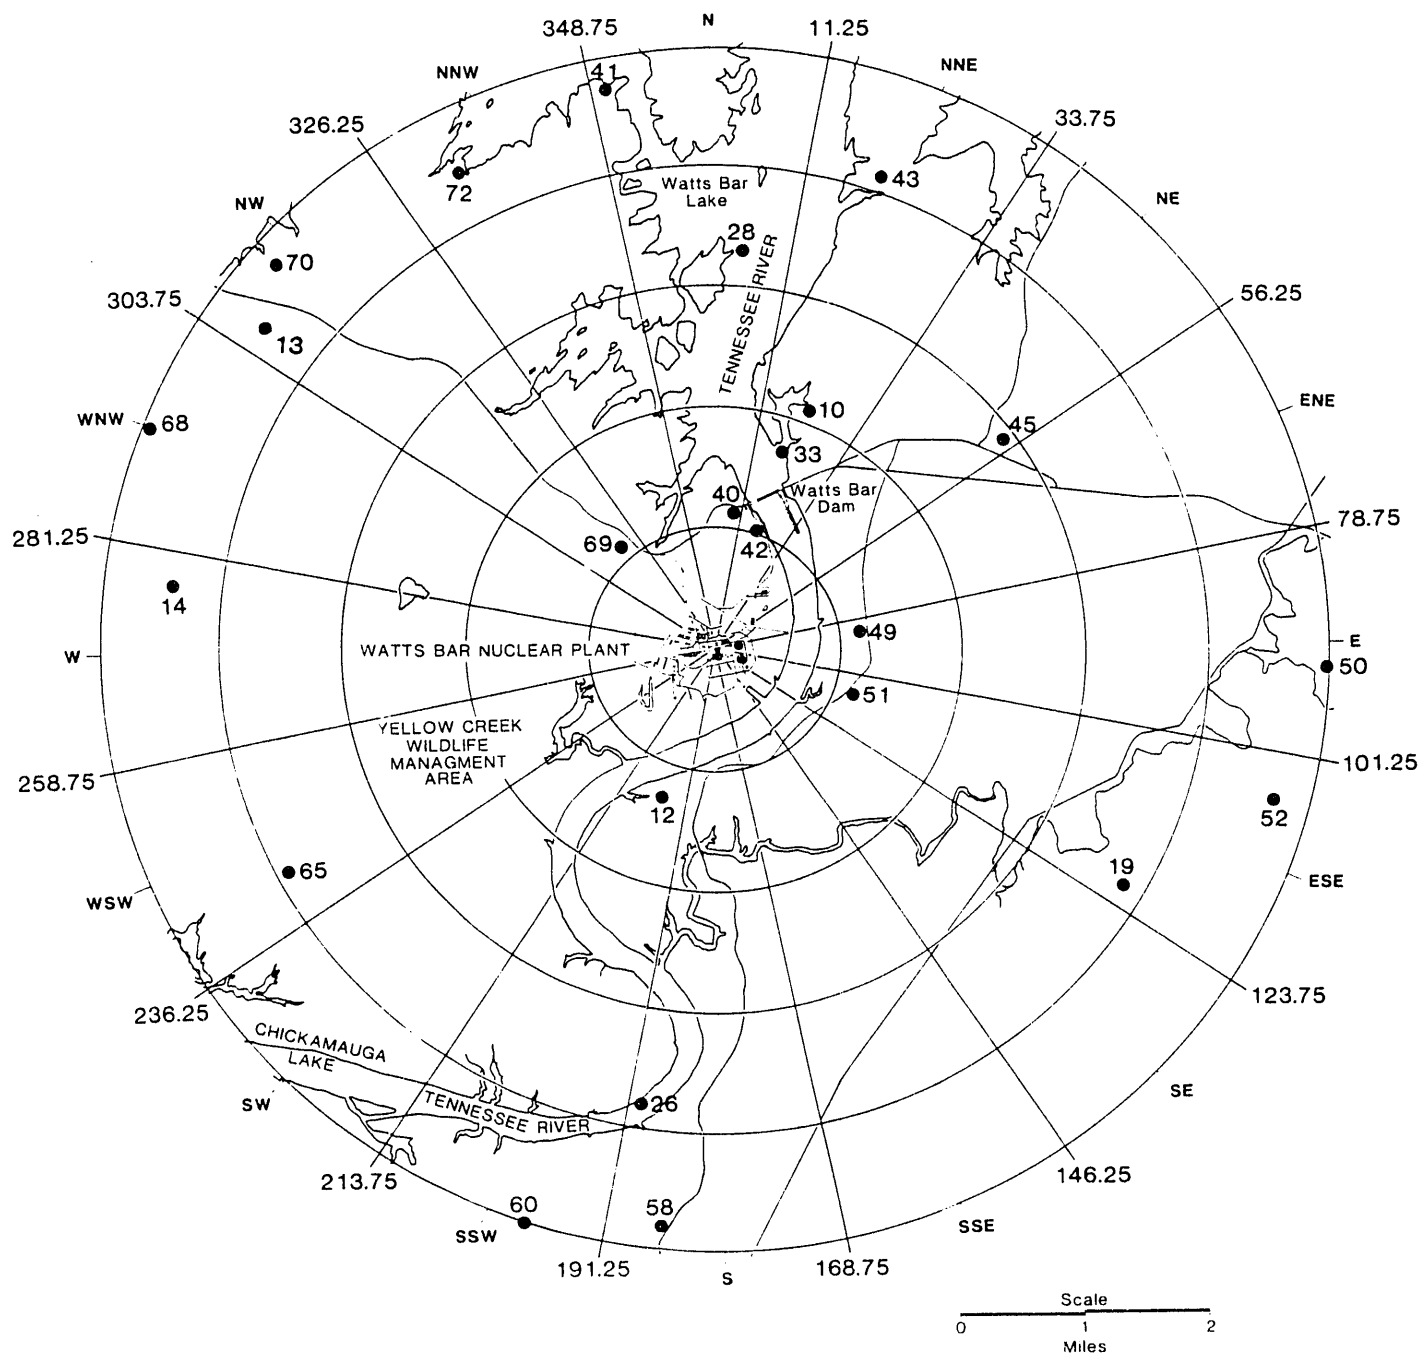 N
348.75
11.25
NNW
41
NNE
326.25
33.75
72
43
Watts Bar
Lake
NW
NE
28
70
TENNESSEE RIVER
303.75
56.25
13
WNW
68
10
ENE
45
33
40
Watts Bar
Dam
281.25
69
42
78.75
14
49
W
WATTS BAR NUCLEAR PLANT
E
50
51
YELLOW CREEK
WILDLIFE
MANAGMENT
AREA
258.75
101.25
12
52
65
19
WSW
ESE
236.25
123.75
CHICKAMAUGA
LAKE
SW
TENNESSEE RIVER
26
SE
213.75
146.25
60
58
SSW
SSE
191.25
S
168.75
Scale
0 1 2
Miles